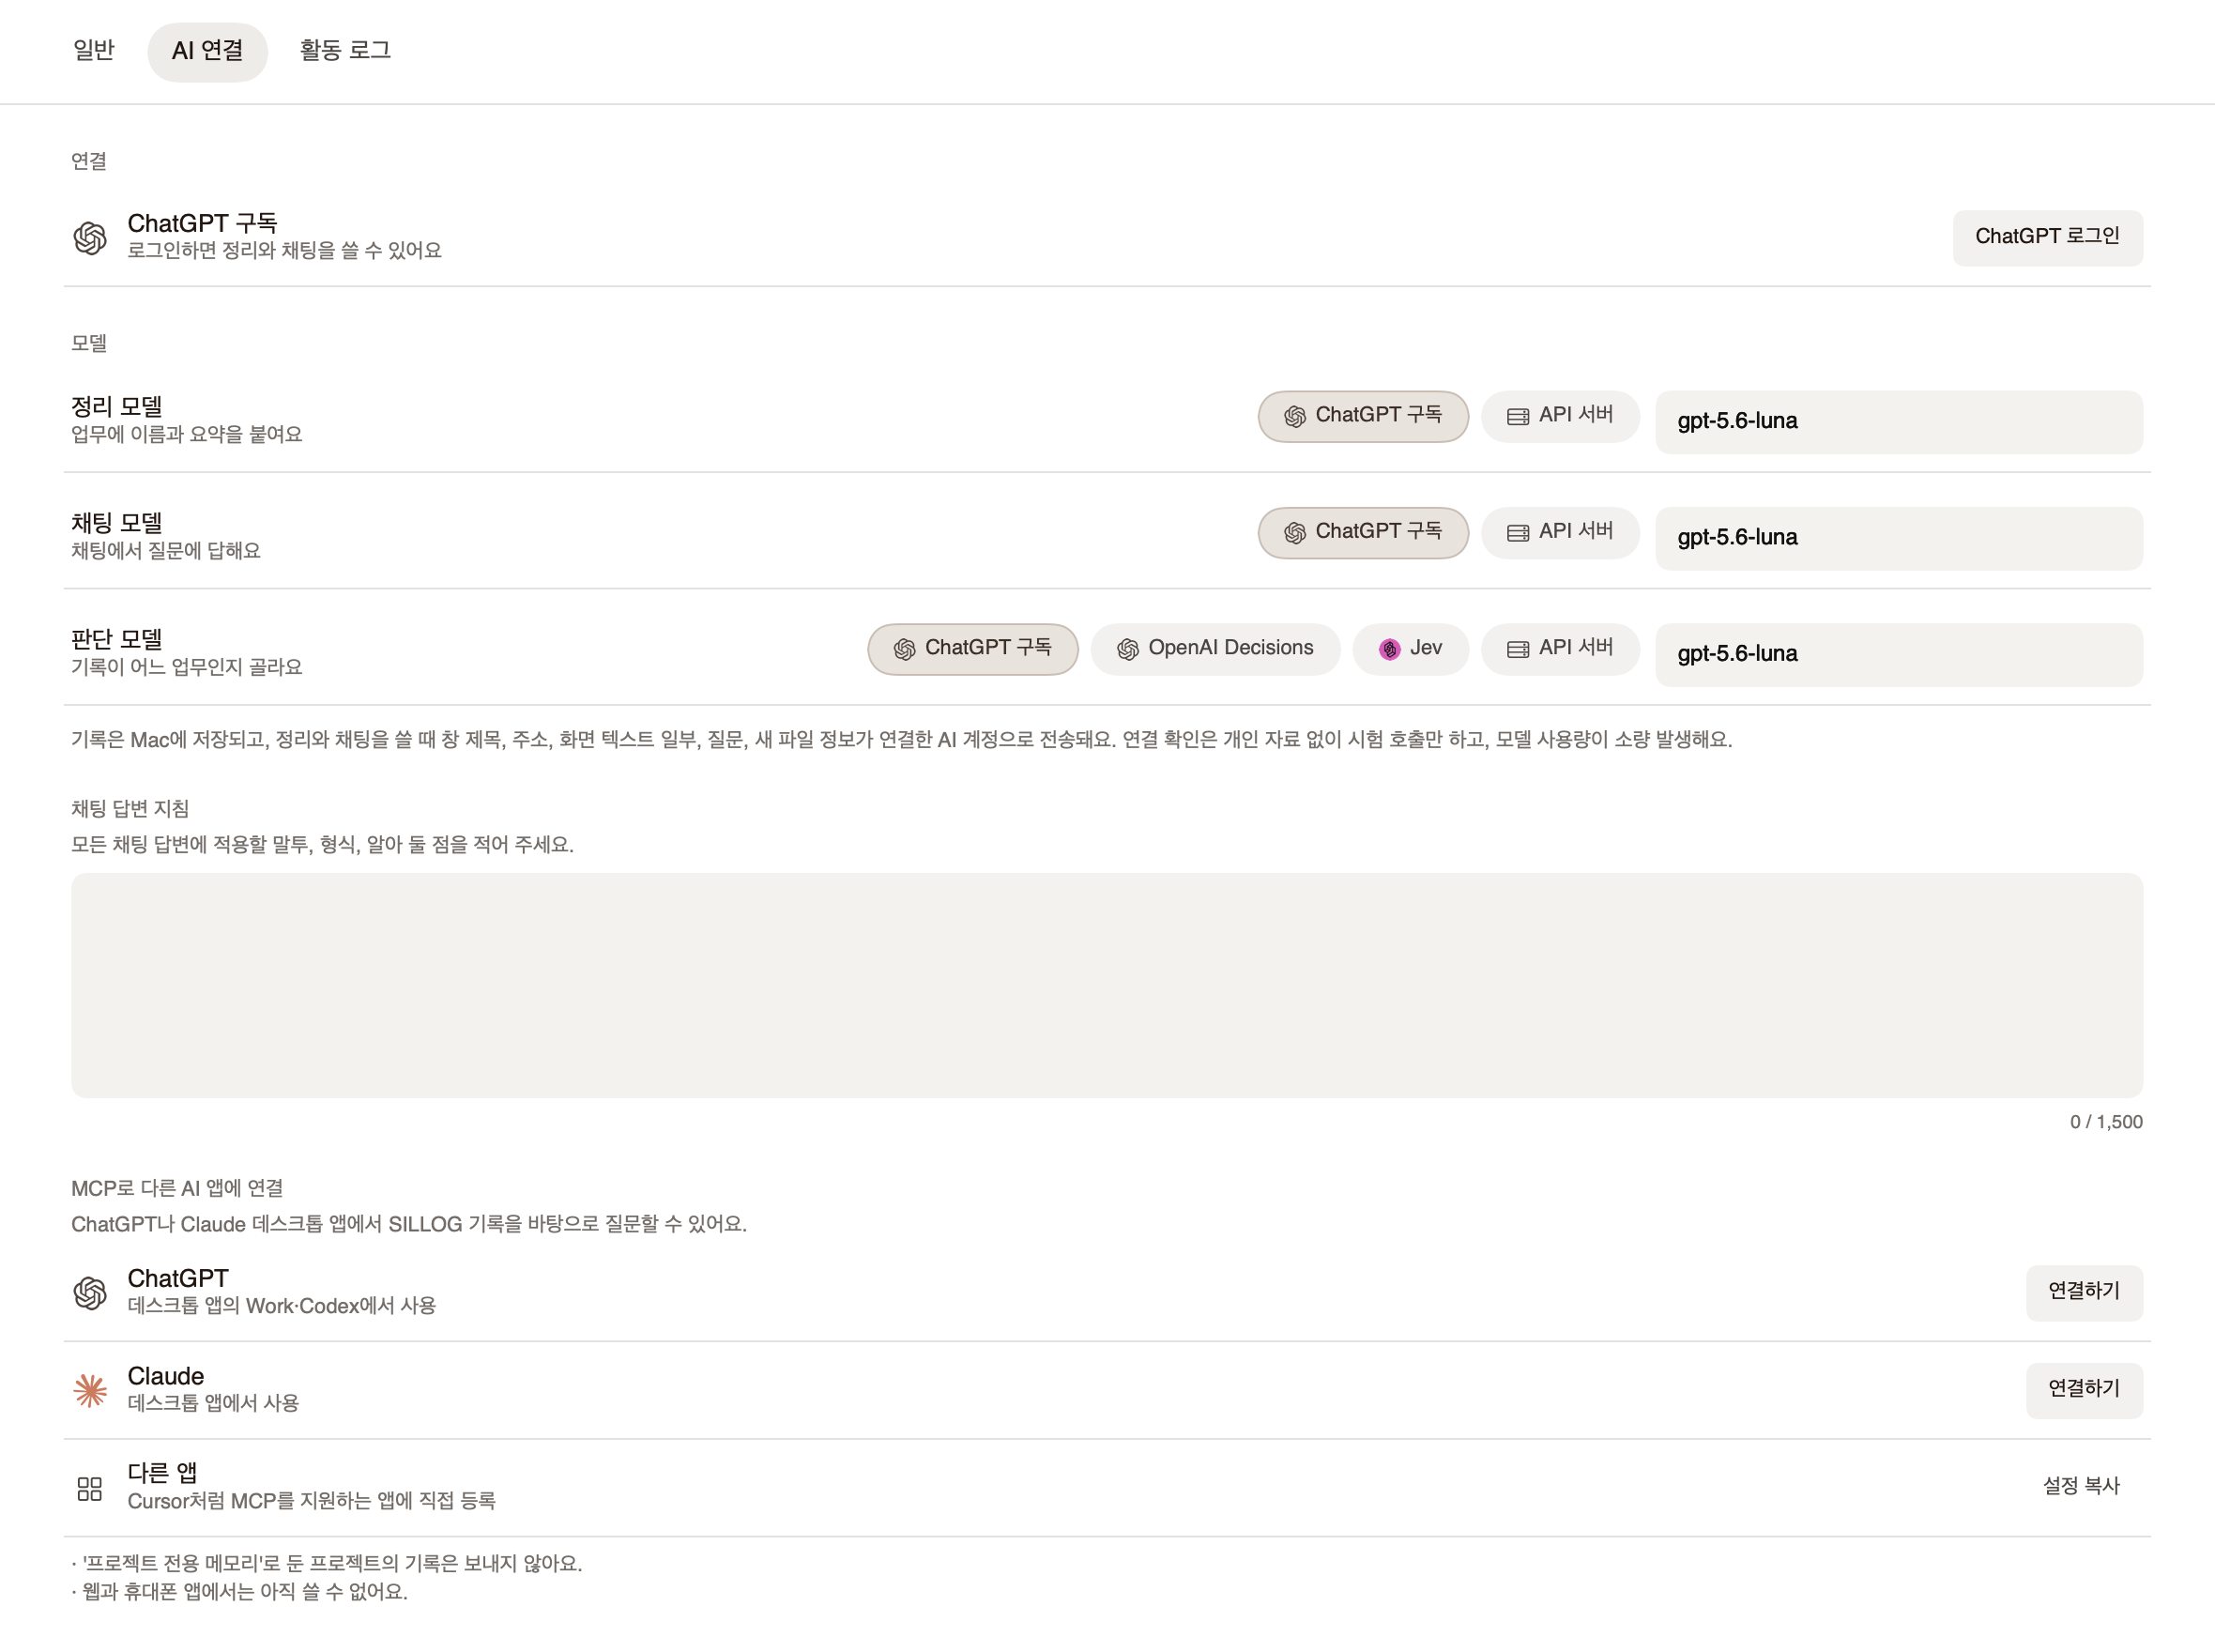 일반
AI 연결
활동 로그
연결
ChatGPT 구독
로그인하면 정리와 채팅을 쓸 수 있어요
ChatGPT 로그인
모델
정리 모델
업무에 이름과 요약을 붙여요
ChatGPT 구독
API 서버
gpt-5.6-luna
채팅 모델
채팅에서 질문에 답해요
ChatGPT 구독
API 서버
gpt-5.6-luna
판단 모델
기록이 어느 업무인지 골라요
ChatGPT 구독
OpenAI Decisions
Jev
API 서버
gpt-5.6-luna
기록은 Mac에 저장되고, 정리와 채팅을 쓸 때 창 제목, 주소, 화면 텍스트 일부, 질문, 새 파일 정보가 연결한 AI 계정으로 전송돼요. 연결 확인은 개인 자료 없이 시험 호출만 하고, 모델 사용량이 소량 발생해요.
채팅 답변 지침
모든 채팅 답변에 적용할 말투, 형식, 알아 둘 점을 적어 주세요.
0 / 1,500
MCP로 다른 AI 앱에 연결
ChatGPT나 Claude 데스크톱 앱에서 SILLOG 기록을 바탕으로 질문할 수 있어요.
ChatGPT
데스크톱 앱의 Work·Codex에서 사용
연결하기
Claude
데스크톱 앱에서 사용
연결하기
다른 앱
Cursor처럼 MCP를 지원하는 앱에 직접 등록
설정 복사
· '프로젝트 전용 메모리'로 둔 프로젝트의 기록은 보내지 않아요.
· 웹과 휴대폰 앱에서는 아직 쓸 수 없어요.